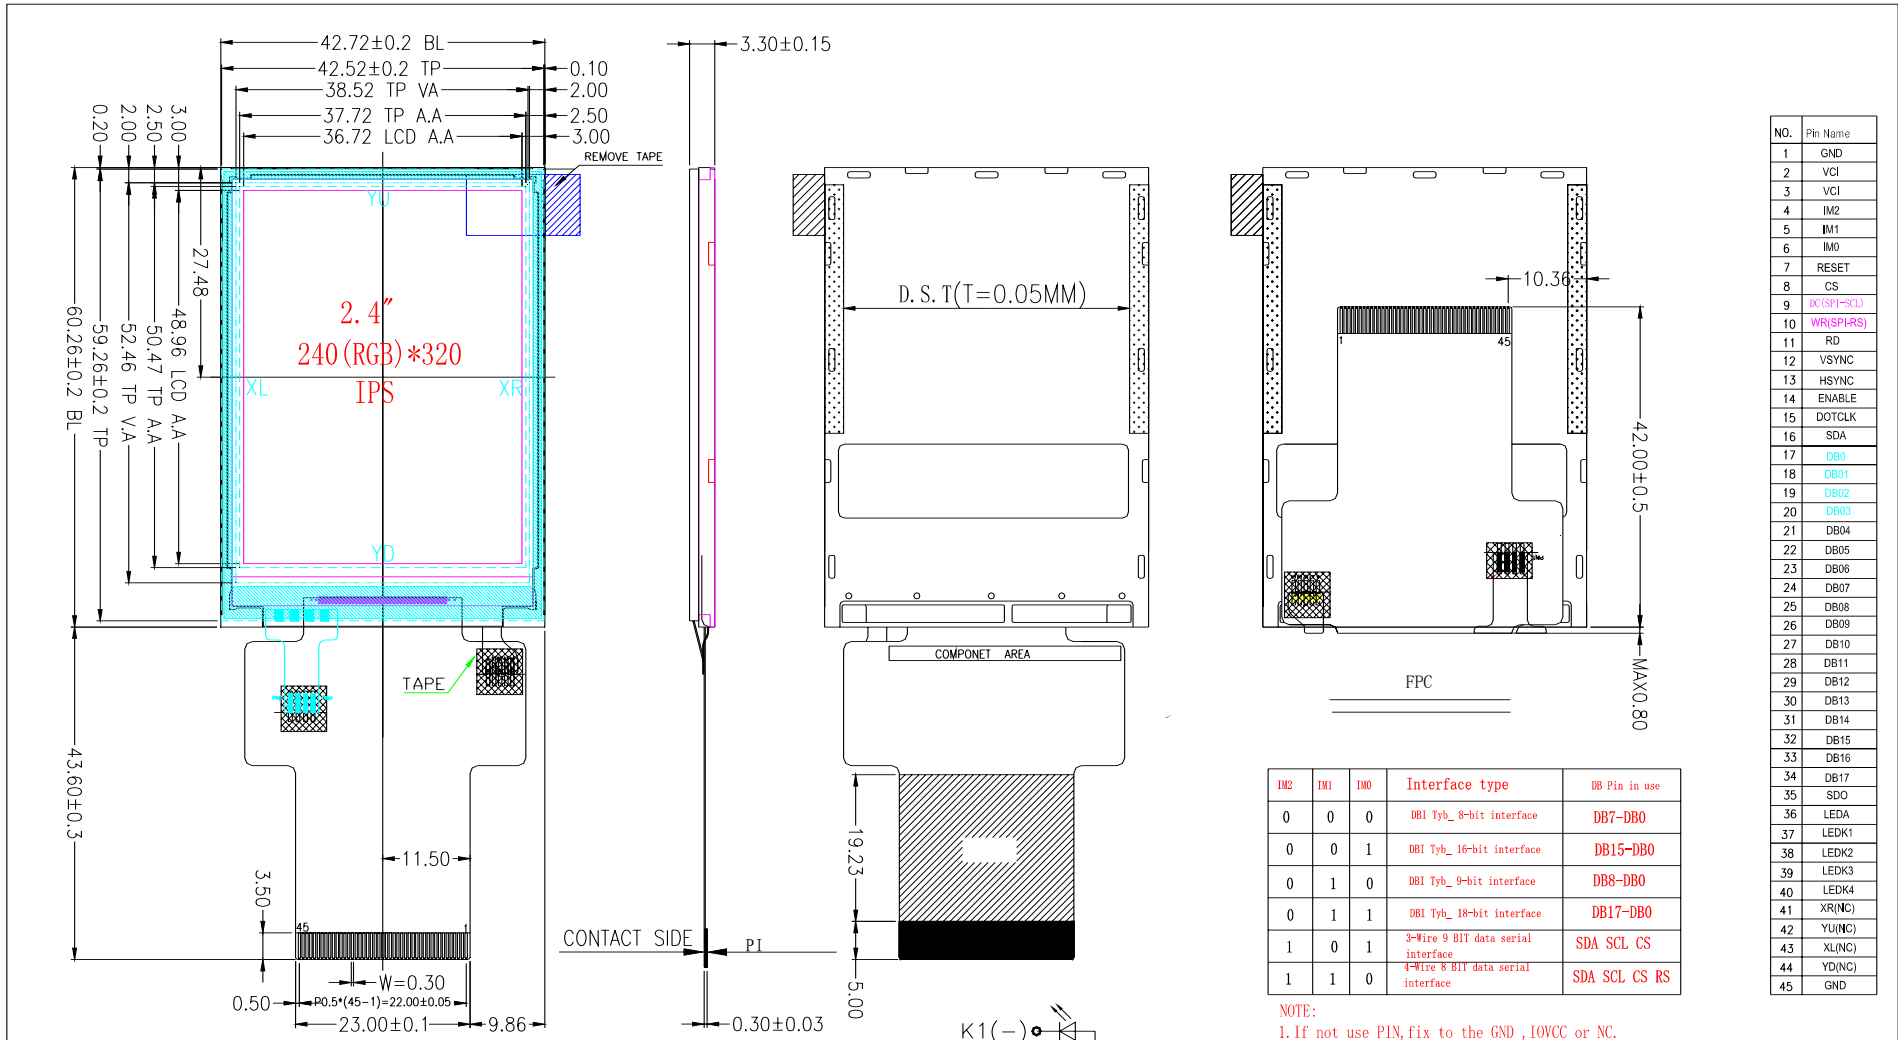 42.72±0.2 BL
42.52±0.2 TP
0.10
38.52 TP VA
2.00
37.72 TP A.A
2.50
36.72 LCD A.A
3.00
0.20
2.00
2.50
3.00
REMOVE TAPE
60.26±0.2 BL
59.26±0.2 TP
52.46 TP V.A
50.47 TP A.A
48.96 LCD A.A
27.48
YU
2.4"
240(RGB)*320
IPS
XL
XR
YD
TAPE
43.60±0.3
3.50
11.50
45
1
W=0.30
0.50
P0.5*(45-1)=22.00±0.05
23.00±0.1
9.86
3.30±0.15
CONTACT SIDE
PI
0.30±0.03
D.S.T(T=0.05MM)
COMPONET AREA
19.23
5.00
K1(-)
10.36
1
45
42.00±0.5
MAX0.80
FPC
IM2 IM1 IM0 Interface type DB Pin in use
0 0 0 DBI Tyb_ 8-bit interface DB7-DB0
0 0 1 DBI Tyb_ 16-bit interface DB15-DB0
0 1 0 DBI Tyb_ 9-bit interface DB8-DB0
0 1 1 DBI Tyb_ 18-bit interface DB17-DB0
1 0 1 3-Wire 9 BIT data serial interface SDA SCL CS
1 1 0 4-Wire 8 BIT data serial interface SDA SCL CS RS
NOTE:
1.If not use PIN,fix to the GND ,IOVCC or NC.
NO. Pin Name
1 GND
2 VCI
3 VCI
4 IM2
5 IM1
6 IM0
7 RESET
8 CS
9 DC(SPI-SCL)
10 WR(SPI-RS)
11 RD
12 VSYNC
13 HSYNC
14 ENABLE
15 DOTCLK
16 SDA
17 DB0
18 DB01
19 DB02
20 DB03
21 DB04
22 DB05
23 DB06
24 DB07
25 DB08
26 DB09
27 DB10
28 DB11
29 DB12
30 DB13
31 DB14
32 DB15
33 DB16
34 DB17
35 SDO
36 LEDA
37 LEDK1
38 LEDK2
39 LEDK3
40 LEDK4
41 XR(NC)
42 YU(NC)
43 XL(NC)
44 YD(NC)
45 GND